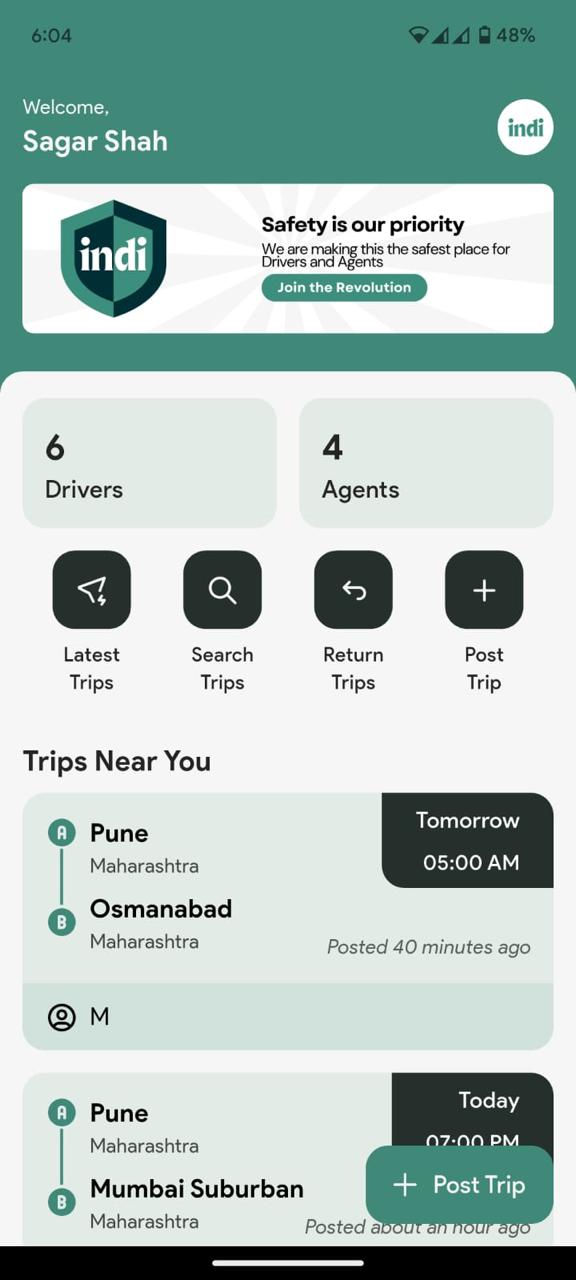 6:04
48%
Welcome,
Sagar Shah
indi
indi
Safety is our priority
We are making this the safest place for
Drivers and Agents
Join the Revolution
6
Drivers
4
Agents
Latest
Trips
Search
Trips
Return
Trips
Post
Trip
Trips Near You
A
Pune
Maharashtra
Tomorrow
05:00 AM
B
Osmanabad
Maharashtra
Posted 40 minutes ago
M
A
Pune
Maharashtra
Today
07:00 PM
B
Mumbai Suburban
Maharashtra
+ Post Trip
Posted about an hour ago